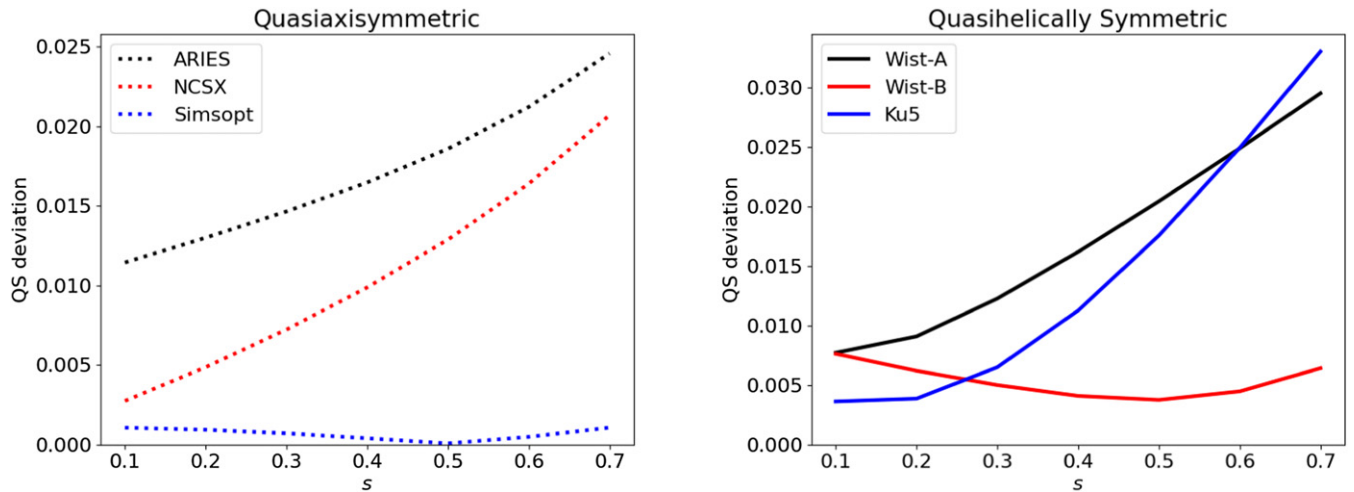 Quasiaxisymmetric
ARIES
NCSX
Simsopt
QS deviation
0.025
0.020
0.015
0.010
0.005
0.000
0.1 0.2 0.3 0.4 0.5 0.6 0.7
s
Quasihelically Symmetric
Wist-A
Wist-B
Ku5
QS deviation
0.030
0.025
0.020
0.015
0.010
0.005
0.000
0.1 0.2 0.3 0.4 0.5 0.6 0.7
s